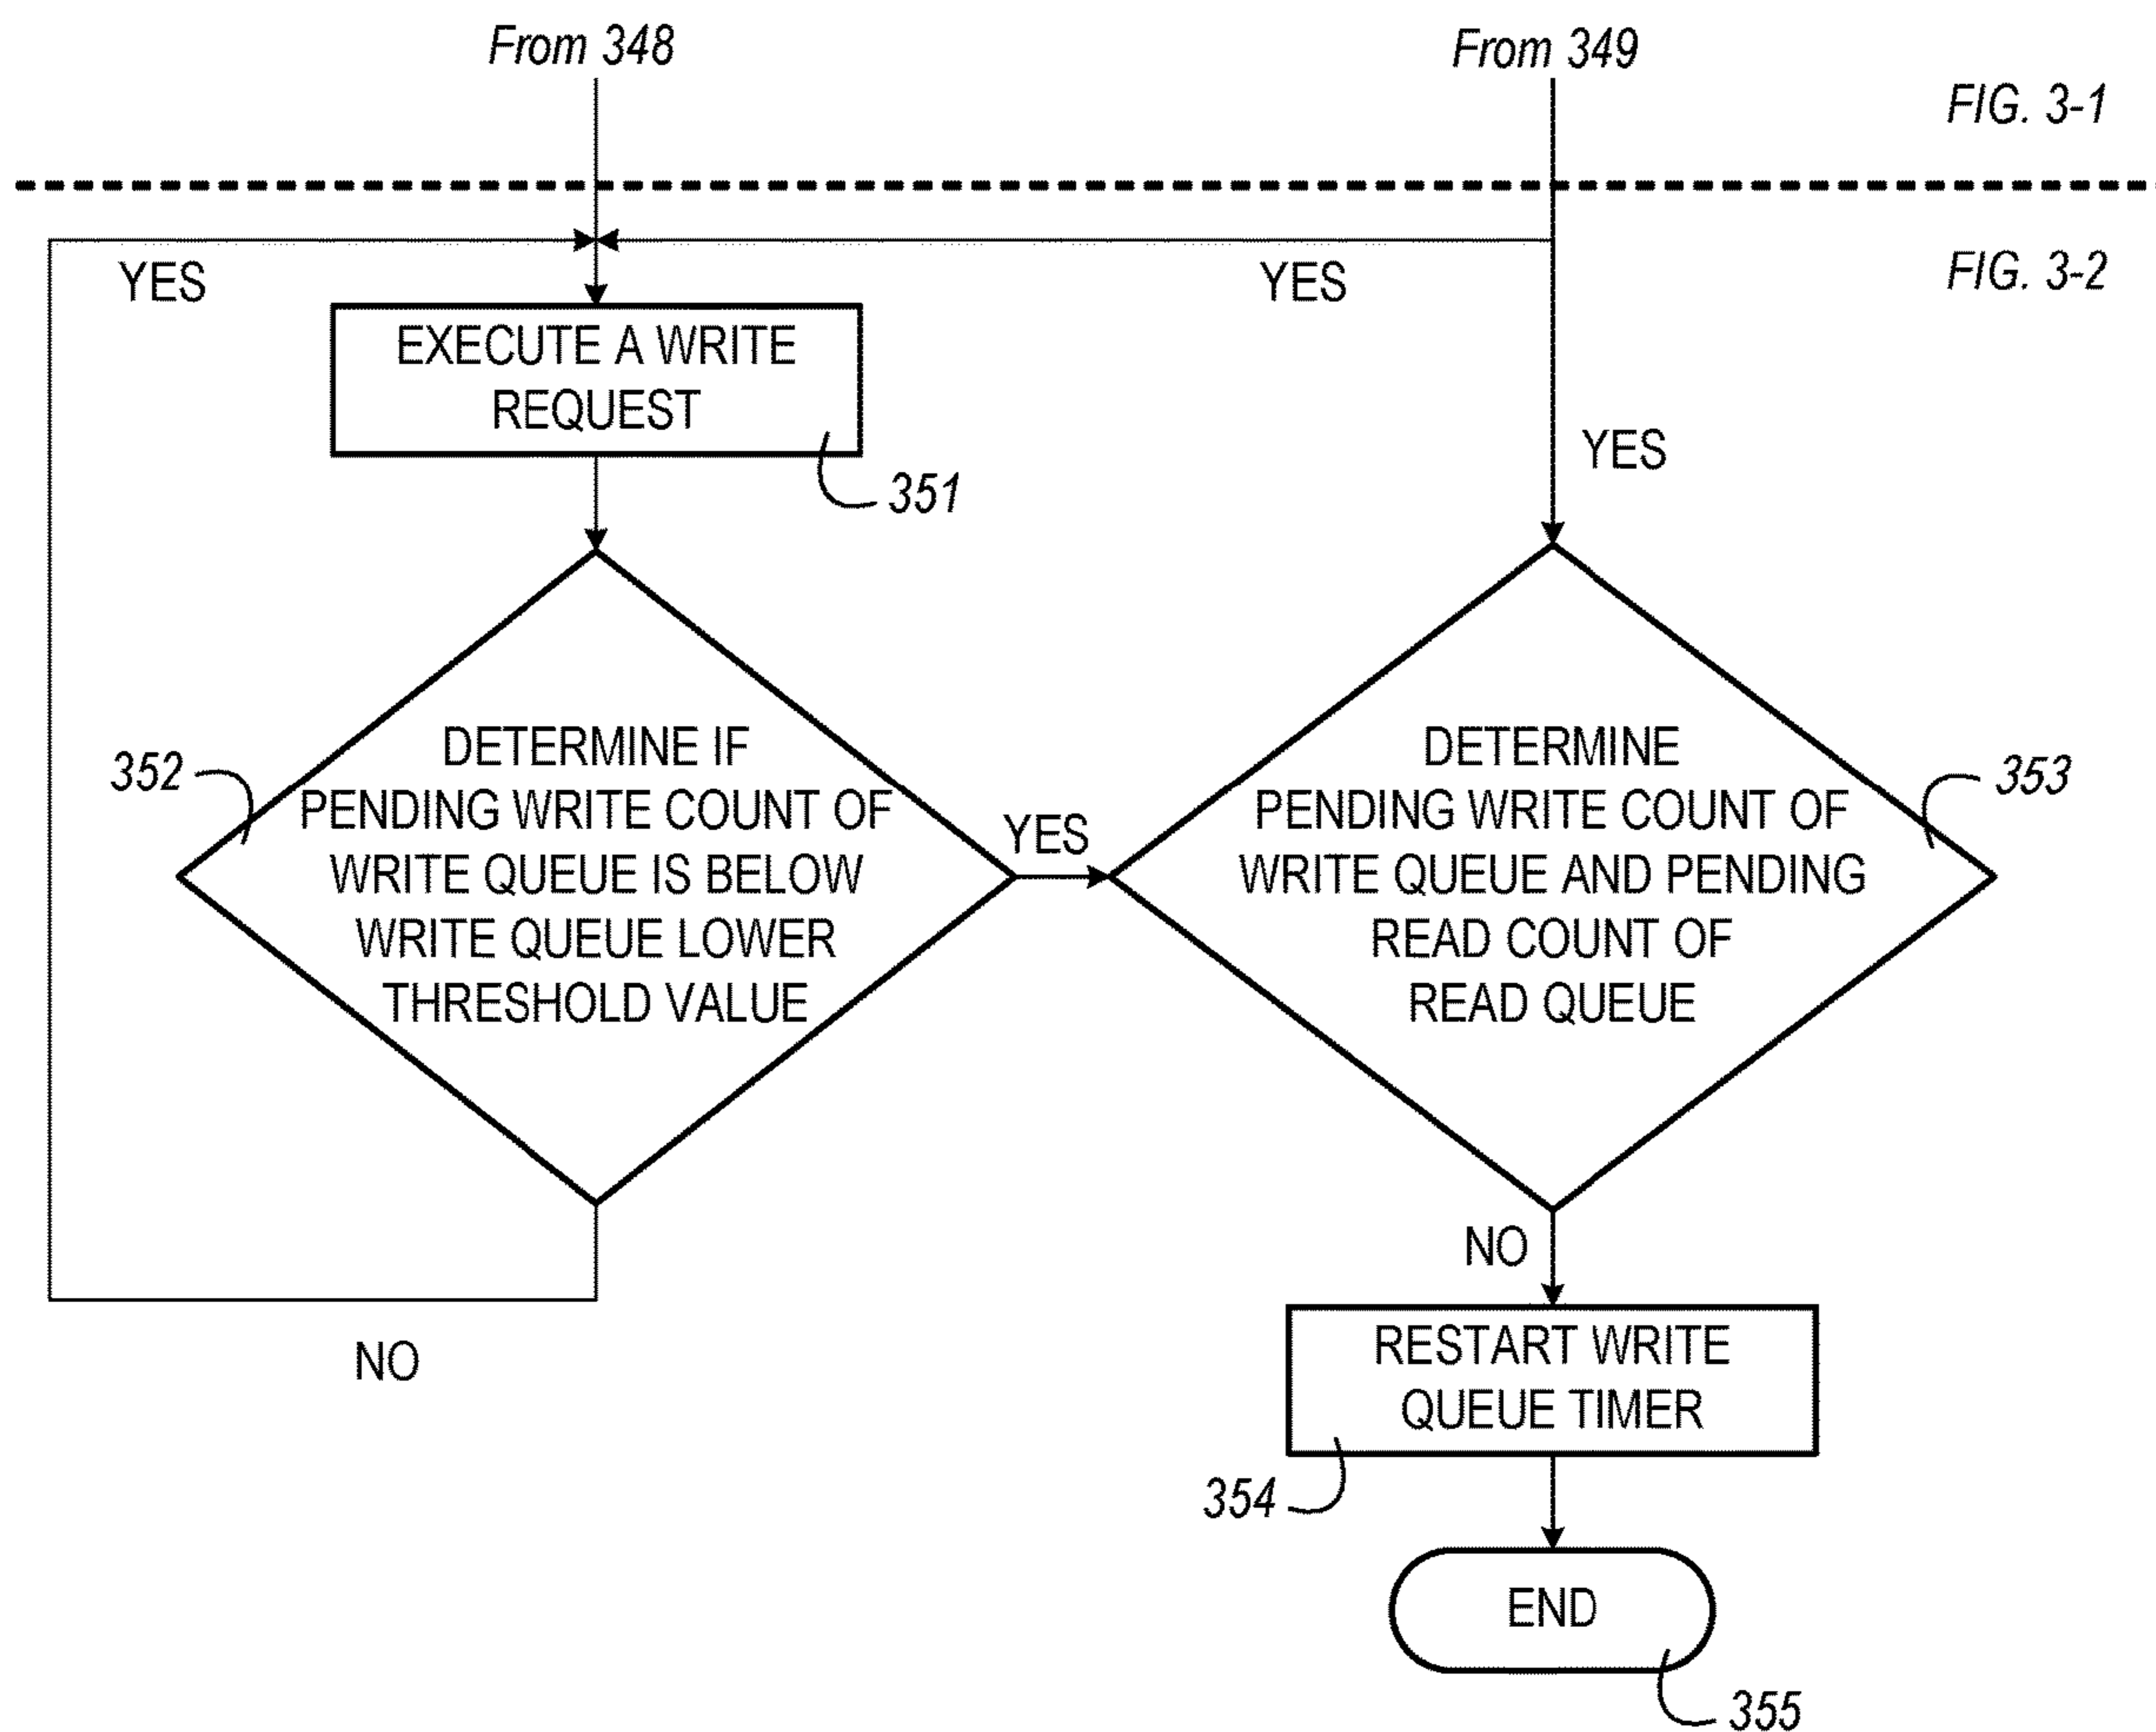 From 348
From 349
FIG. 3-1
FIG. 3-2
YES
YES
EXECUTE A WRITE
REQUEST
351
YES
352
DETERMINE IF
PENDING WRITE COUNT OF
WRITE QUEUE IS BELOW
WRITE QUEUE LOWER
THRESHOLD VALUE
YES
DETERMINE
PENDING WRITE COUNT OF
WRITE QUEUE AND PENDING
READ COUNT OF
READ QUEUE
353
NO
NO
RESTART WRITE
QUEUE TIMER
354
END
355